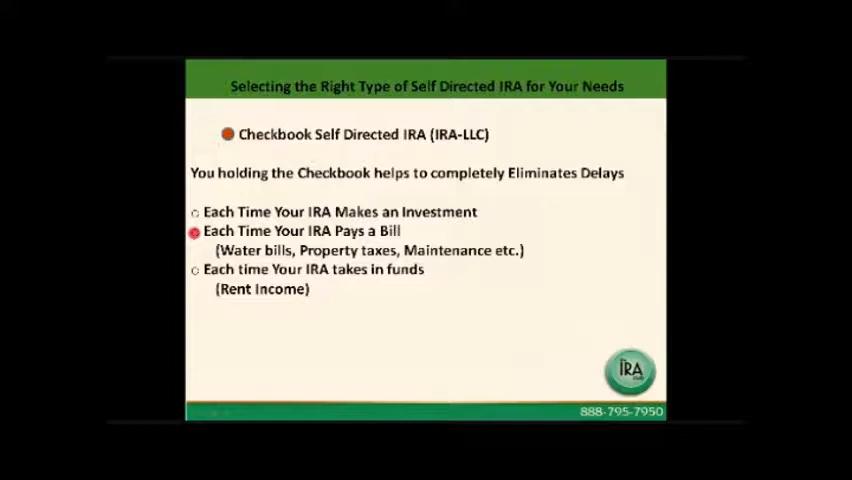 Selecting the Right Type of Self Directed IRA for Your Needs
Checkbook Self Directed IRA (IRA-LLC)
You holding the Checkbook helps to completely Eliminates Delays
Each Time Your IRA Makes an Investment
Each Time Your IRA Pays a Bill
(Water bills, Property taxes, Maintenance etc.)
Each time Your IRA takes in funds
(Rent Income)
IRA
888-795-7950